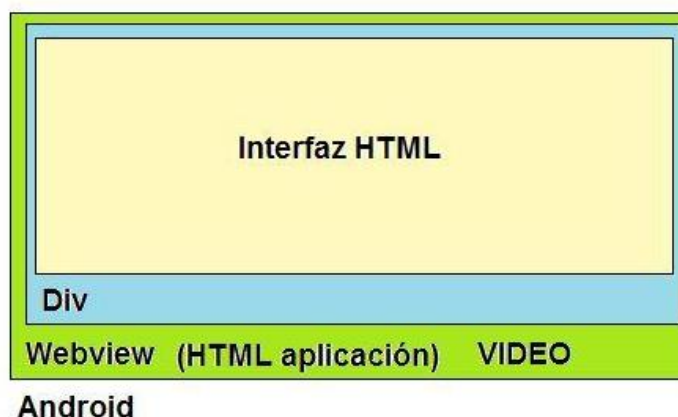 Interfaz HTML
Div
Webview (HTML aplicación) VIDEO
Android